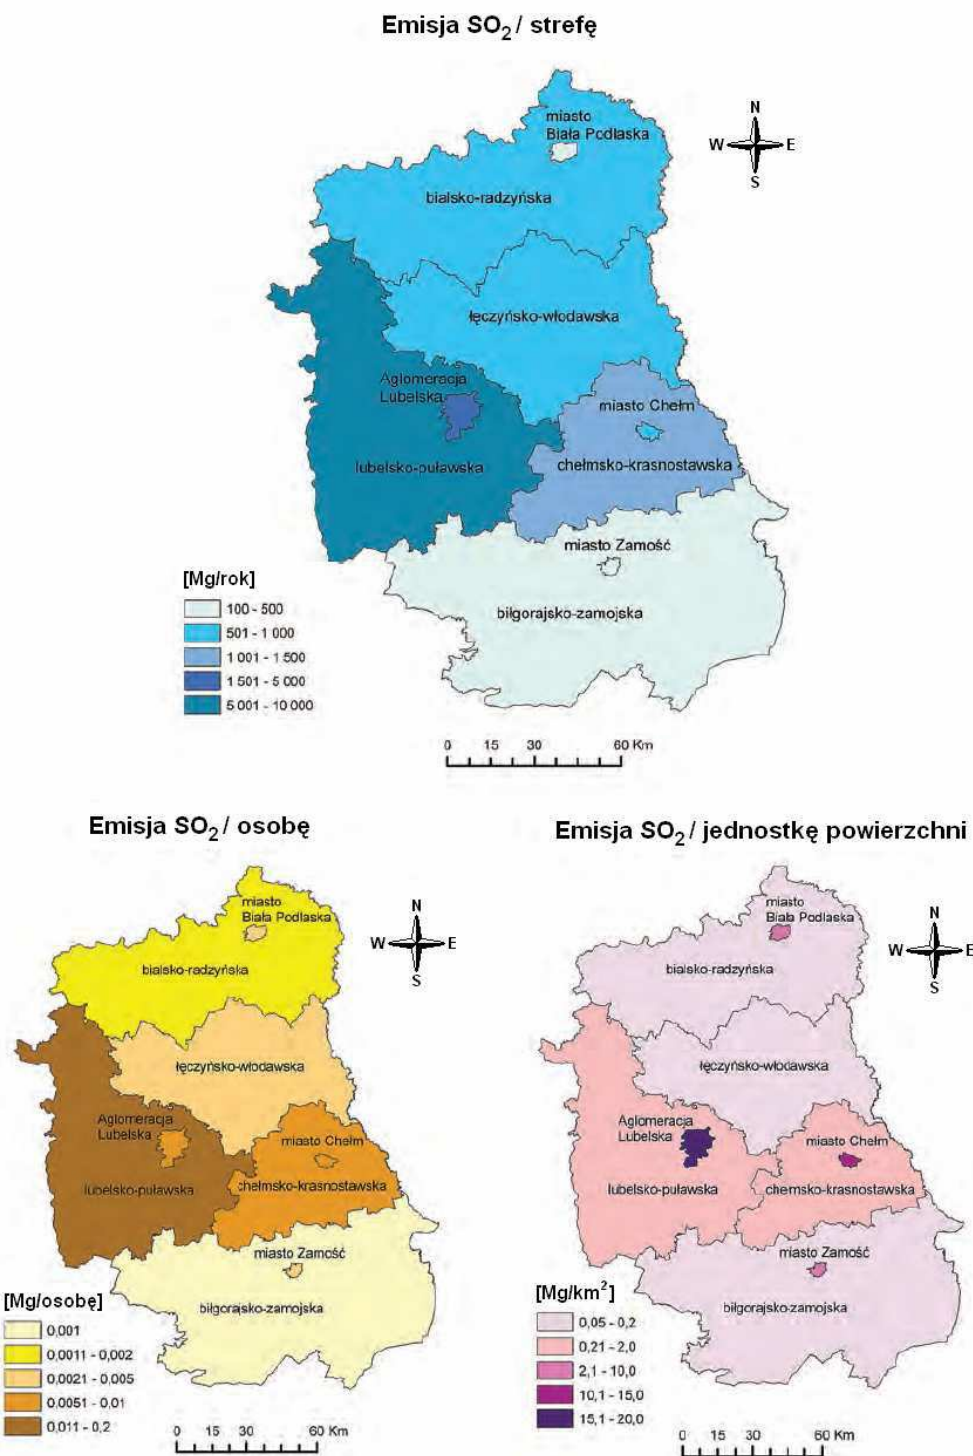 Emisja SO2 / strefę
N
W E
S
miasto
Biała Podlaska
bialsko-radzyńska
łęczyńsko-włodawska
Aglomeracja
Lubelska
miasto Chełm
lubelsko-puławska
chełmsko-krasnostawska
miasto Zamość
biłgorajsko-zamojska
[Mg/rok]
100 - 500
501 - 1 000
1 001 - 1 500
1 501 - 5 000
5 001 - 10 000
0 15 30 60 Km
Emisja SO2 / osobę
N
W E
S
miasto
Biała Podlaska
bialsko-radzyńska
łęczyńsko-włodawska
Aglomeracja
Lubelska
miasto Chełm
lubelsko-puławska
chełmsko-krasnostawska
miasto Zamość
biłgorajsko-zamojska
[Mg/osobę]
0,001
0,0011 - 0,002
0,0021 - 0,005
0,0051 - 0,01
0,011 - 0,2
0 15 30 60 Km
Emisja SO2 / jednostkę powierzchni
N
W E
S
miasto
Biała Podlaska
bialsko-radzyńska
łęczyńsko-włodawska
Aglomeracja
Lubelska
miasto Chełm
lubelsko-puławska
chemsko-krasnostawska
miasto Zamość
biłgorajsko-zamojska
[Mg/km2]
0,05 - 0,2
0,21 - 2,0
2,1 - 10,0
10,1 - 15,0
15,1 - 20,0
0 15 30 60 Km